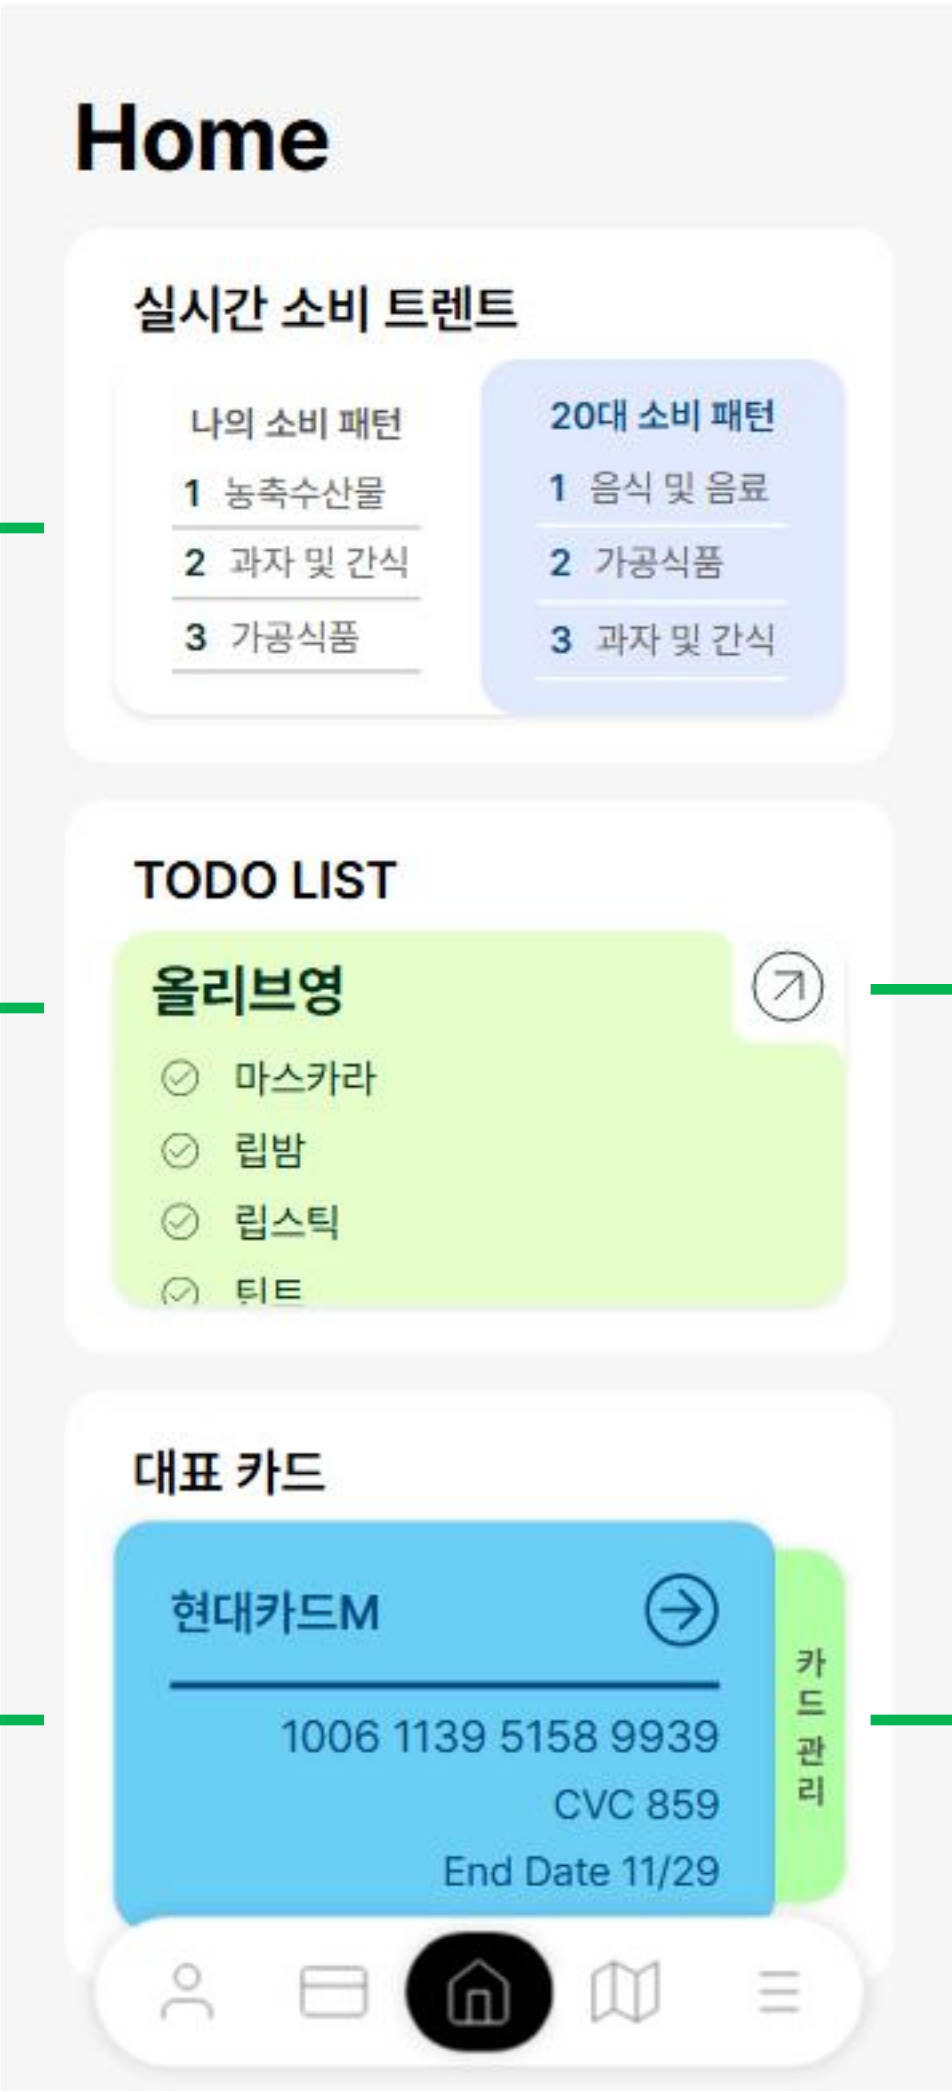 Home
실시간 소비 트렌트
나의 소비 패턴
1 농축수산물
2 과자 및 간식
3 가공식품
20대 소비 패턴
1 음식 및 음료
2 가공식품
3 과자 및 간식
TODO LIST
올리브영
마스카라
립밤
립스틱
틴트
대표 카드
현대카드M
1006 1139 5158 9939
CVC 859
End Date 11/29
카드 관리